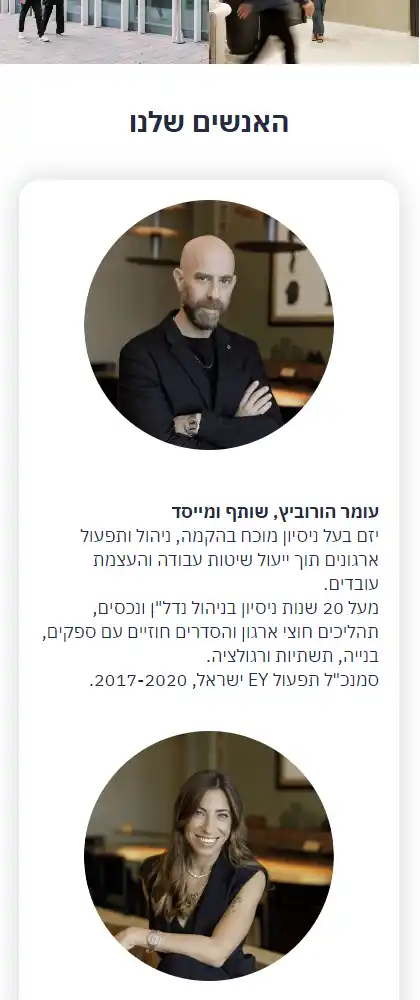 האנשים שלנו
עומר הורוביץ, שותף ומייסד
יזם בעל ניסיון מוכח בהקמה, ניהול ותפעול
ארגונים תוך ייעול שיטות עבודה והעצמת
עובדים.
מעל 20 שנות ניסיון בניהול נדל"ן ונכסים,
תהליכים חוצי ארגון והסדרים חוזיים עם ספקים,
בנייה, תשתיות ורגולציה.
סמנכ"ל תפעול EY ישראל, 2017-2020.